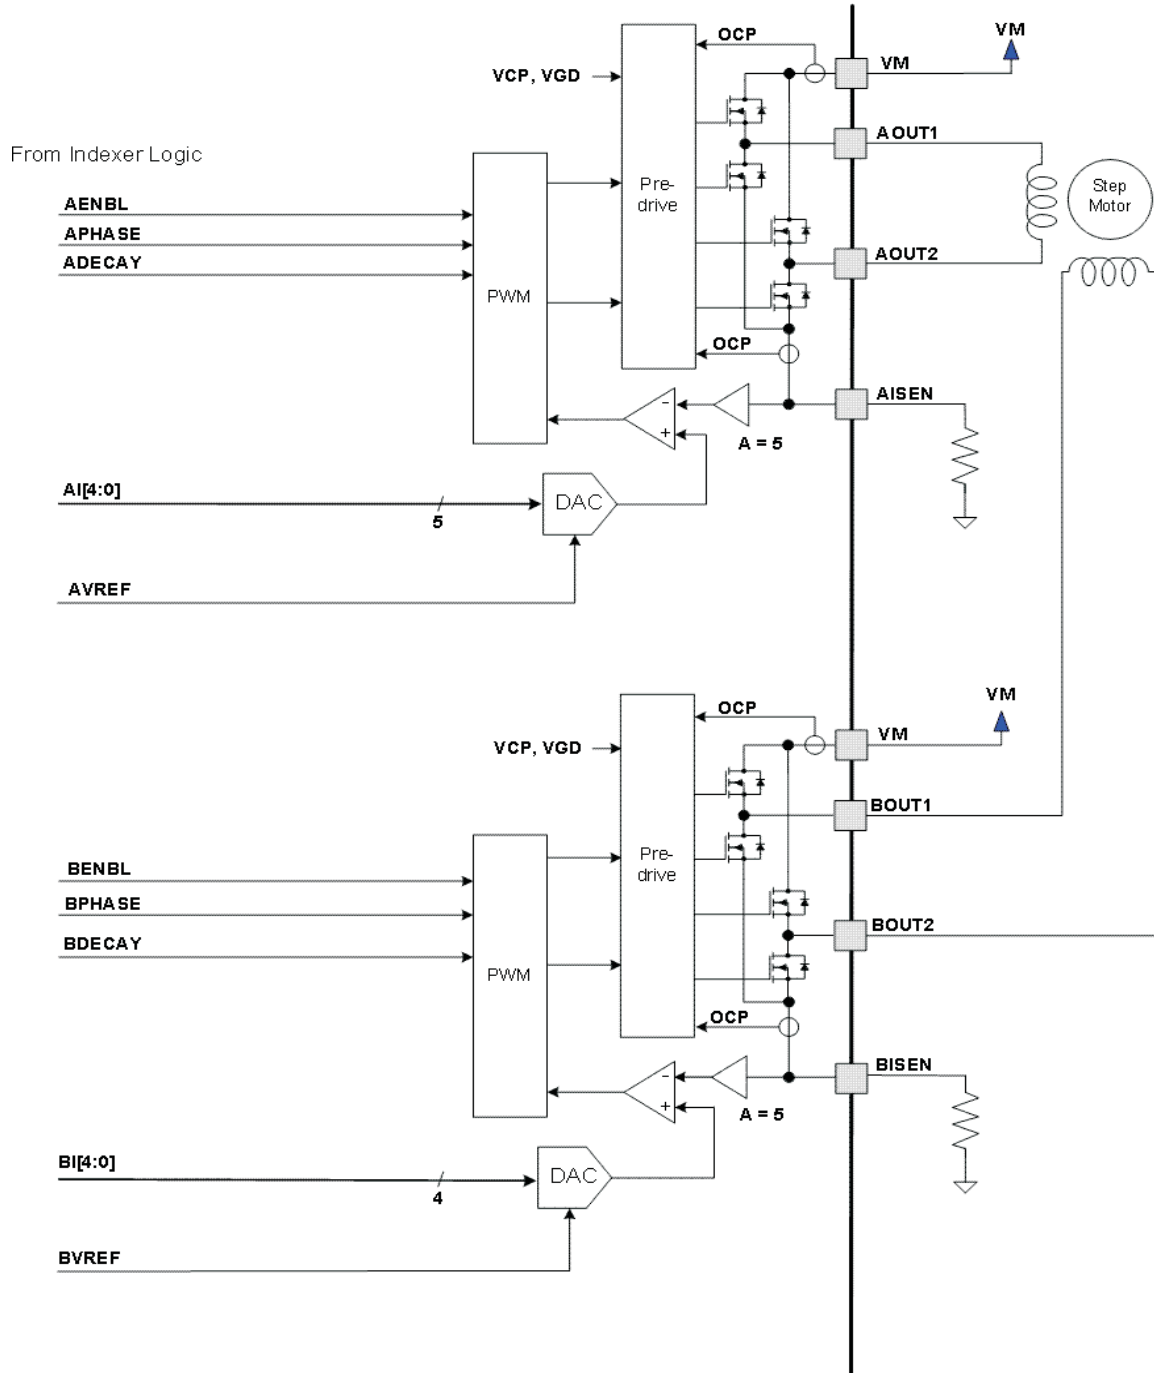 VM
OCP
VM
VCP, VGD
AOUT1
From Indexer Logic
Step
Motor
Pre-
drive
AENBL
APHASE
AOUT2
ADECAY
PWM
OCP
AISEN
-
+
A = 5
AI[4:0]
5
DAC
AVREF
VM
OCP
VM
VCP, VGD
BOUT1
Pre-
drive
BENBL
BPHASE
BOUT2
BDECAY
PWM
OCP
BISEN
-
+
A = 5
BI[4:0]
4
DAC
BVREF